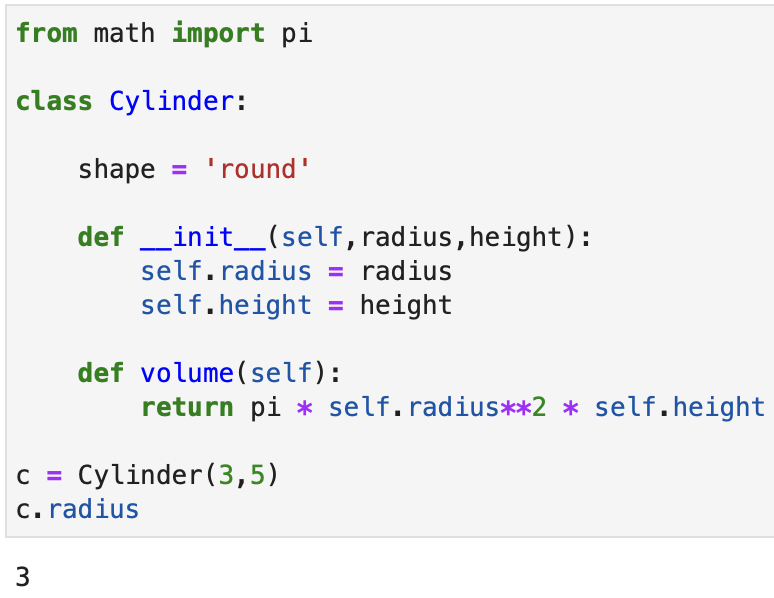 from math import pi
class Cylinder:
    shape = 'round'
    def __init__(self,radius,height):
        self.radius = radius
        self.height = height
    def volume(self):
        return pi * self.radius**2 * self.height
c = Cylinder(3,5)
c.radius
3